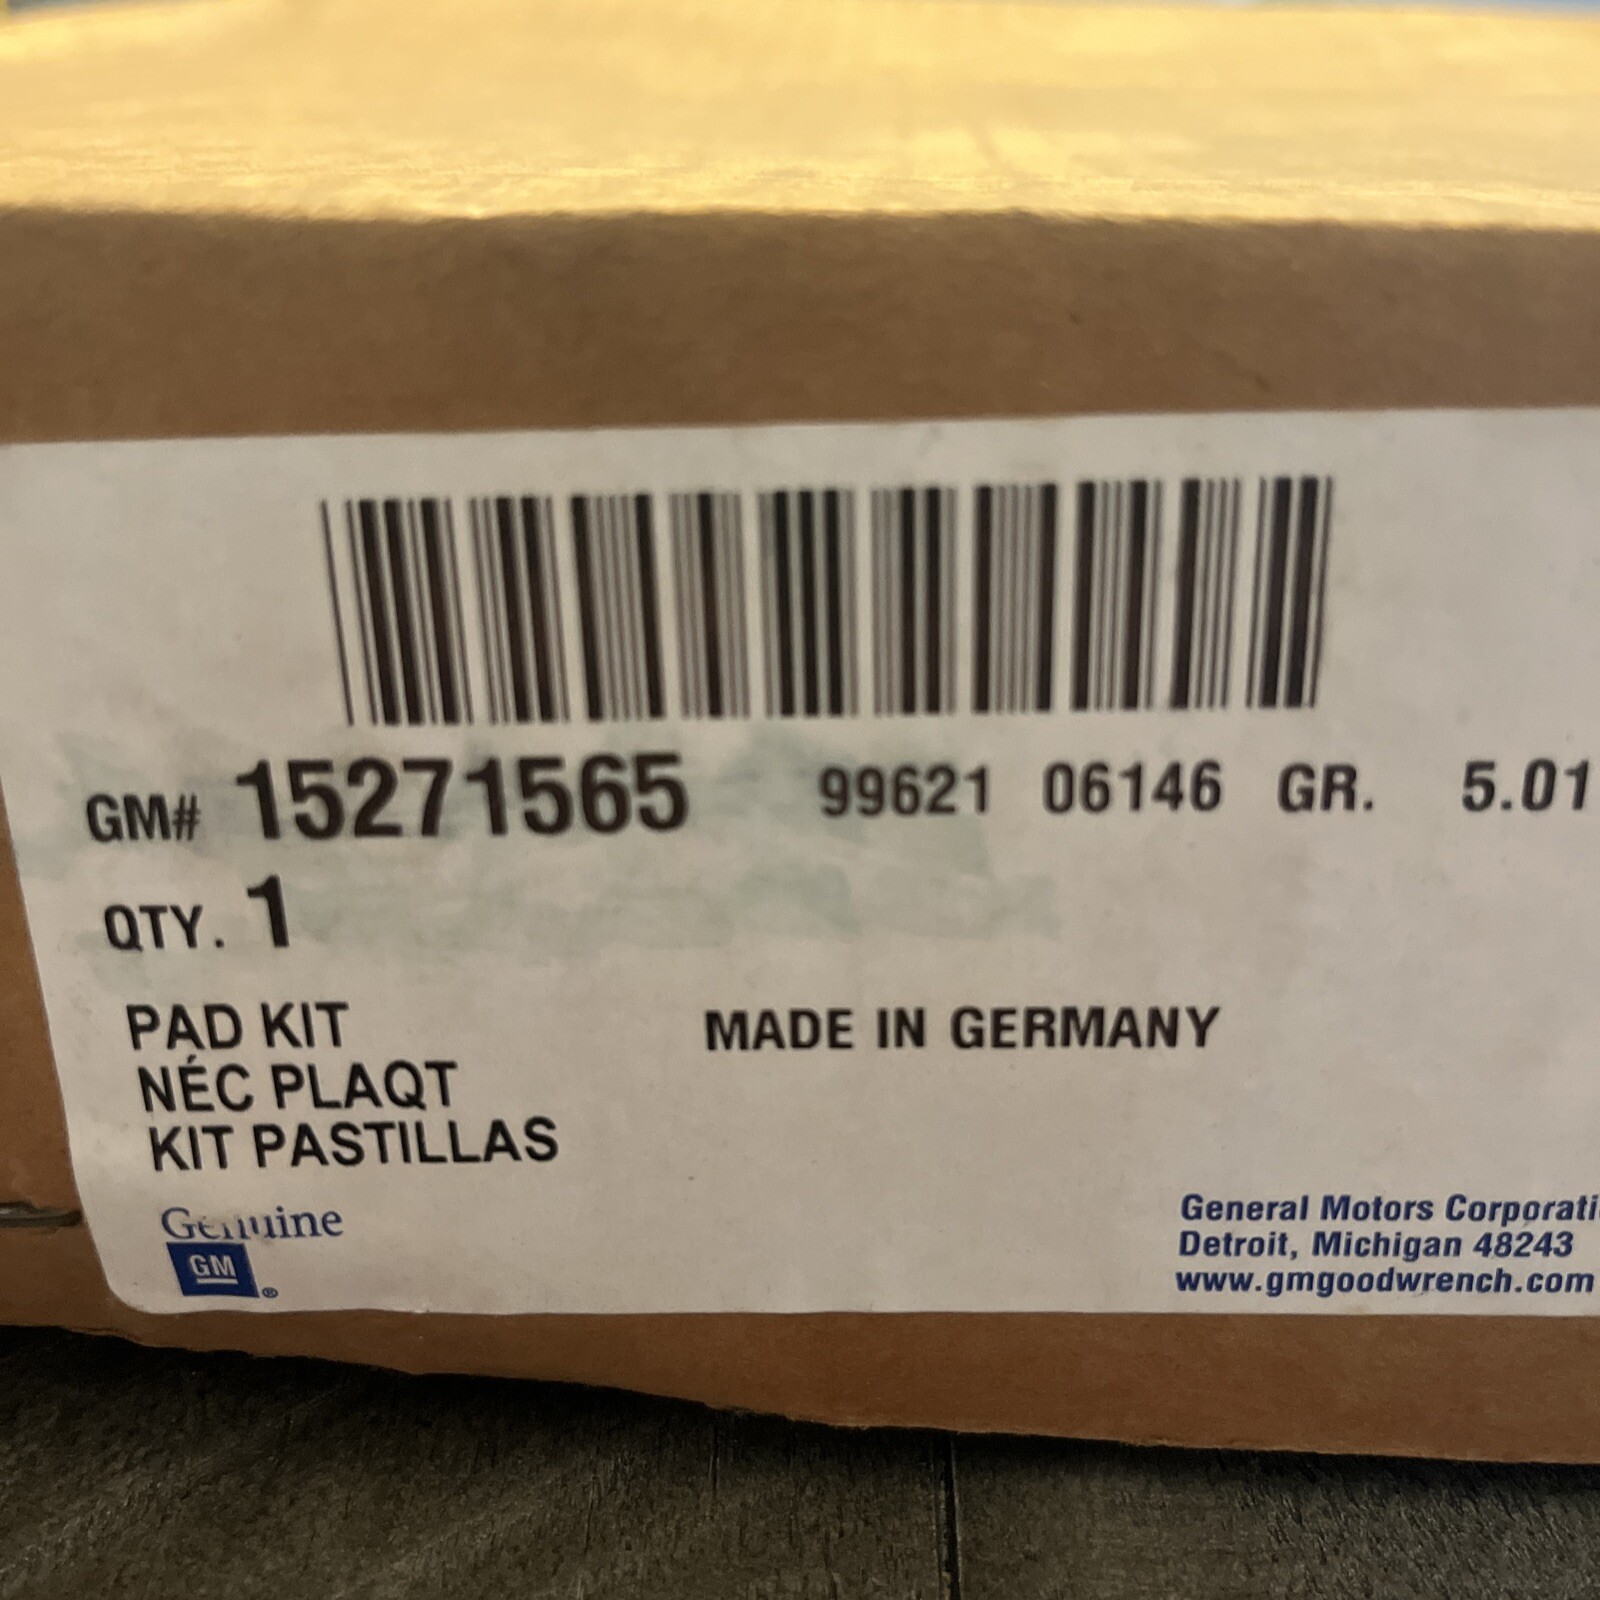 GM# 15271565 99621 06146 GR. 5.01
QTY. 1
PAD KIT
NÉC PLAQT
KIT PASTILLAS
MADE IN GERMANY
Genuine
GM®
General Motors Corporati
Detroit, Michigan 48243
www.gmgoodwrench.com